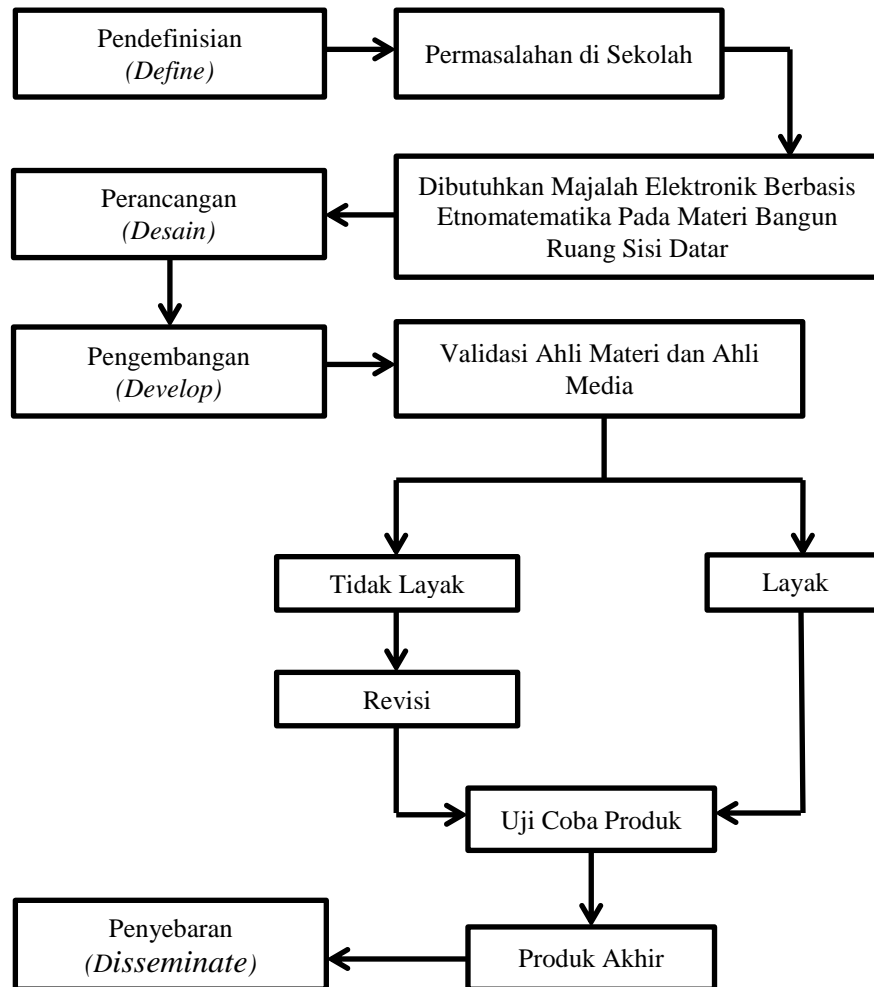 Pendefinisian
(Define)
Permasalahan di Sekolah
Dibutuhkan Majalah Elektronik Berbasis
Etnomatematika Pada Materi Bangun
Ruang Sisi Datar
Perancangan
(Desain)
Pengembangan
(Develop)
Validasi Ahli Materi dan Ahli
Media
Tidak Layak
Layak
Revisi
Uji Coba Produk
Produk Akhir
Penyebaran
(Disseminate)